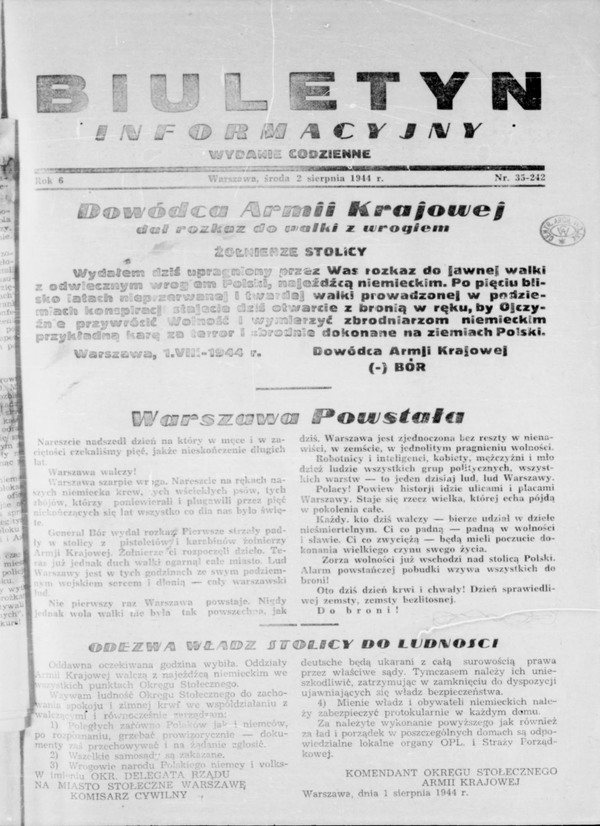 BIULETYN
INFORMACYJNY
WYDANIE CODZIENNE
Rok 6 Warszawa, środa 2 sierpnia 1944 r. Nr. 35-242
Dowódca Armii Krajowej
dał rozkaz do walki z wrogiem
ŻOŁNIERZE STOLICY
Wydałem dziś upragniony przez Was rozkaz do jawnej walki
z odwiecznym wrogiem Polski, najeźdźcą niemieckim. Po pięciu bli
sko latach nieprzerwanej i twardej walki prowadzonej w podzie-
miach konspiracji stajecie dziś otwarcie z bronią w ręku, by Ojczy-
źnie przywrócić Wolność i wymierzyć zbrodniarzom niemieckim
przykładną karę za terror i zbrodnie dokonane na ziemiach Polski.
Warszawa, 1.VIII-1944 r. Dowódca Armji Krajowej
(-) BÓR
Warszawa Powstała
Nareszcie nadszedł dzień na który w męce i w za-
ciętości czekaliśmy pięć, jakże nieskończenie długich
lat.
Warszawa walczy!
Warszawa szarpie wroga. Nareszcie na rękach na-
szych niemiecka krew, tych wściekłych psów, tych
zbójów, którzy poniewierali i plugawili przez pięć
niekończących się lat wszystko co dla nas było świę-
te.
Generał Bór wydał rozkaz. Pierwsze strzały pad-
ły w stolicy z pistoletów i karabinów żołnierzy
Armji Krajowej. Żołnierze ci rozpoczęli dzieło. Te-
raz już jednak duch walki ogarnął całe miasto. Lud
Warszawy jest w tych godzinach ze swym podziem-
nym wojskiem sercem i dłonią — cały warszawski
lud.
Nie pierwszy raz Warszawa powstaje. Nigdy
jednak wola walki nie była tak powszechna, jak
dziś. Warszawa jest zjednoczona bez reszty w niena-
wiści, w zemście, w jednolitym pragnieniu wolności.
Robotnicy i inteligenci, kobiety, mężczyźni i mło
dzież ludzie wszystkich grup politycznych, wszyst-
kich warstw — to jeden dzisiaj lud, lud Warszawy.
Polacy! Powiew historji idzie ulicami i placami
Warszawy. Staje się rzecz wielka, której echa pójdą
w pokolenia całe.
Każdy, kto dziś walczy — bierze udział w dziele
nieśmiertelnym. Ci co padną — padną w wolności
i sławie. Ci co zwyciężą — będą mieli poczucie do-
konania wielkiego czynu swego życia.
Zorza wolności już wschodzi nad stolicą Polski.
Alarm powstańczej pobudki wzywa wszystkich do
broni!
Oto dziś dzień krwi i chwały! Dzień sprawiedli-
wej zemsty, zemsty bezlitosnej.
Do broni!
ODEZWA WŁADZ STOLICY DO LUDNOŚCI
Oddawna oczekiwana godzina wybiła. Oddziały
Armji Krajowej walczą z najeźdźcą niemieckim we
wszystkich punktach Okręgu Stołecznego.
Wzywam ludność Okręgu Stołecznego do zacho-
wania spokoju i zimnej krwi we współdziałaniu z
walczącymi i równocześnie zarządzam:
1) Poległych zarówno Polaków jak i niemców,
po rozpoznaniu, grzebać prowizorycznie — doku-
menty zaś przechowywać i na żądanie zgłosić.
2) Wszelkie samosądy są zakazane.
3) Wrogowie narodu Polskiego niemcy i volks-
W imieniu OKR. DELEGATA RZĄDU
NA MIASTO STOŁECZNE WARSZAWĘ
KOMISARZ CYWILNY
deutsche będą ukarani z całą surowością prawa
przez właściwe sądy. Tymczasem należy ich unie-
szkodliwić, zatrzymując w zamknięciu do dyspozycji
ujawniających się władz bezpieczeństwa.
4) Mienie władz i obywateli niemieckich nale-
ży zabezpieczyć protokularnie w każdym domu.
Za należyte wykonanie powyższego jak również
za ład i porządek w poszczególnych domach są odpo-
wiedzialne lokalne organy OPL. i Straży Porząd-
kowej.
KOMENDANT OKRĘGU STOŁECZNEGO
ARMII KRAJOWEJ
Warszawa, dnia 1 sierpnia 1944 r.